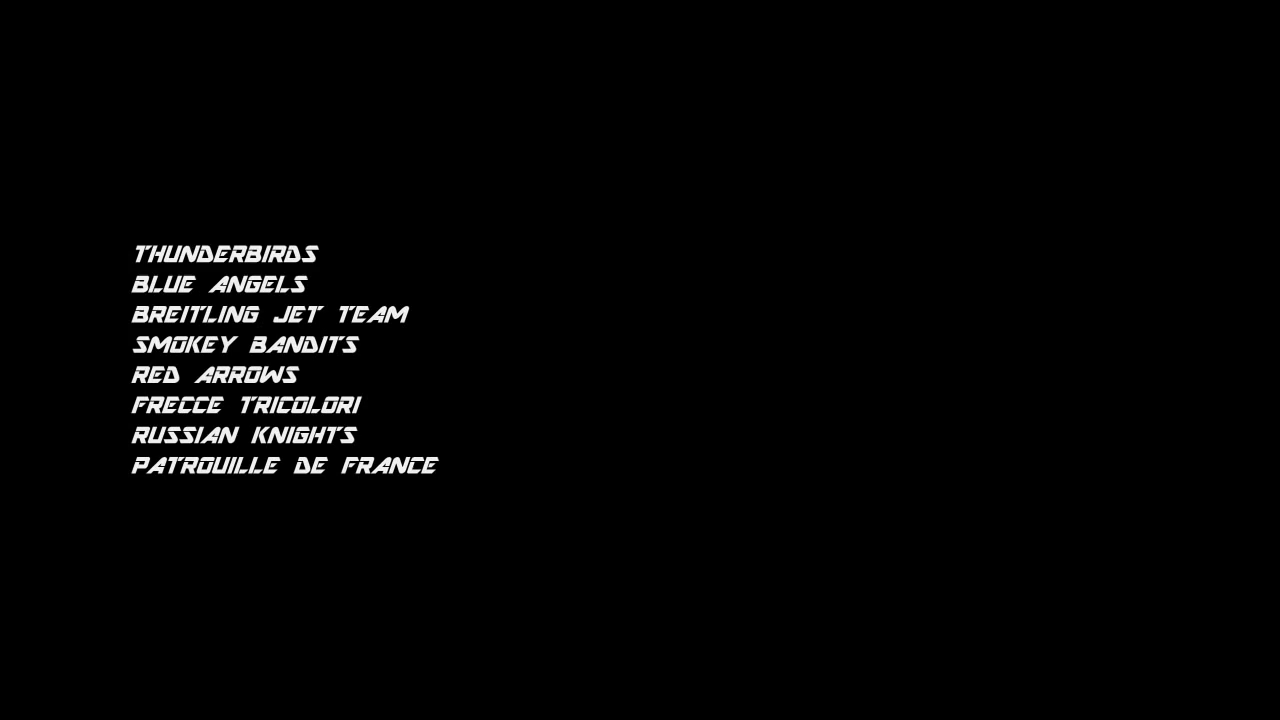 THUNDERBIRDS
BLUE ANGELS
BREITLING JET TEAM
SMOKEY BANDITS
RED ARROWS
FRECCE TRICOLORI
RUSSIAN KNIGHTS
PATROUILLE DE FRANCE